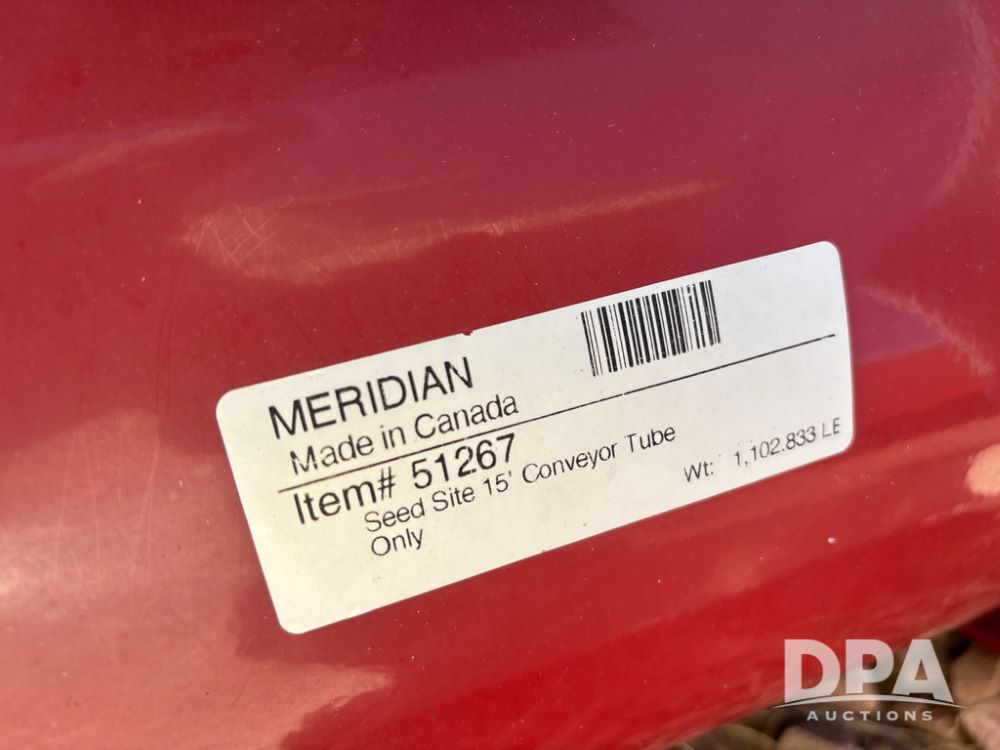 MERIDIAN
Made in Canada
Item# 51267
Seed Site 15' Conveyor Tube
Only
Wt: 1,102.833 LE
DPA
AUCTIONS